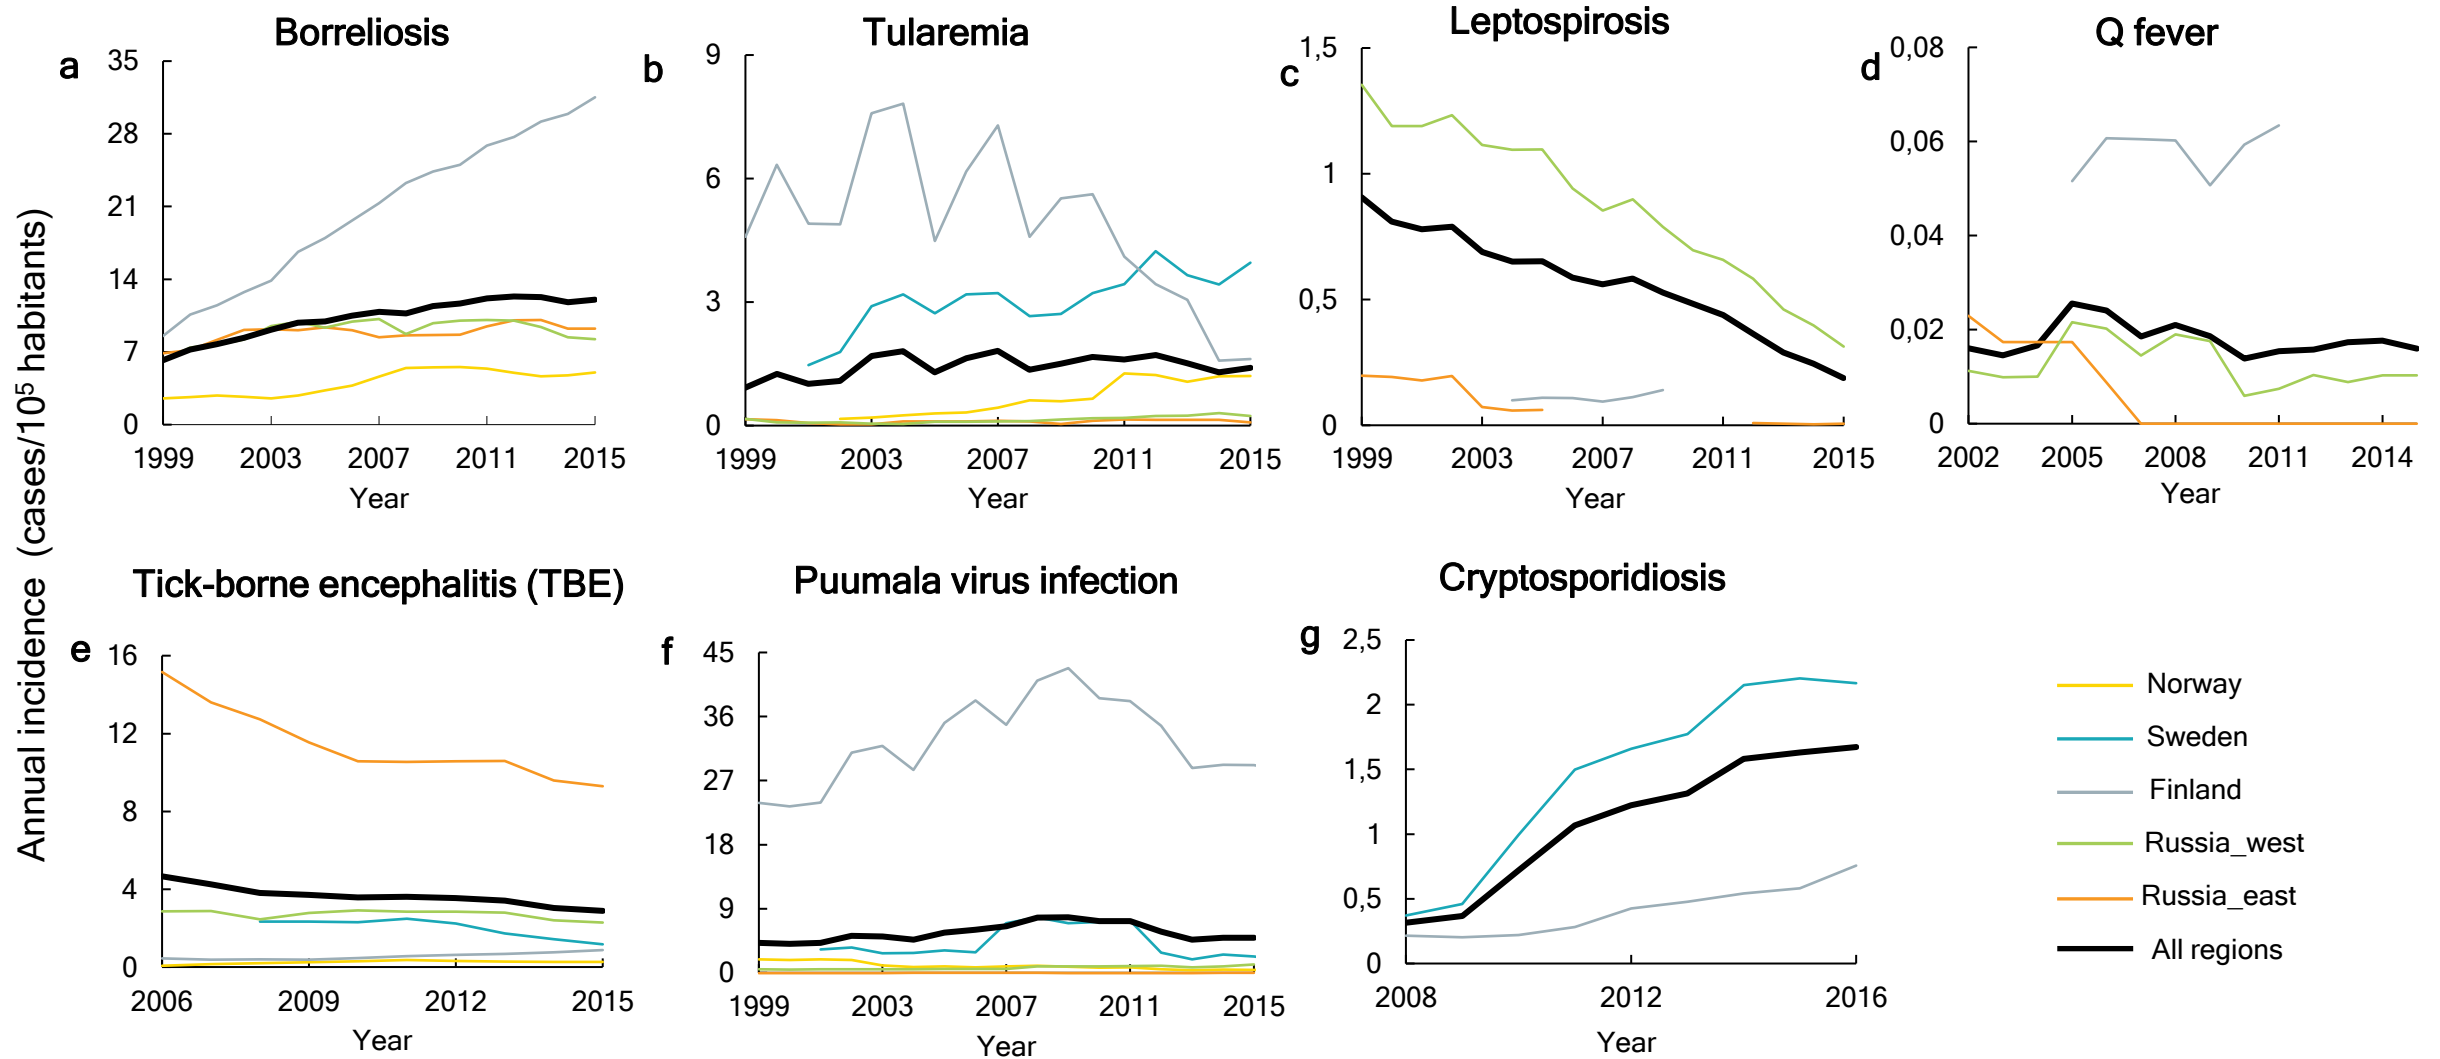 Annual incidence (cases/10⁵ habitants)
a
Borreliosis
35
28
21
14
7
0
1999 2003 2007 2011 2015
Year
b
Tularemia
9
6
3
0
1999 2003 2007 2011 2015
Year
c
Leptospirosis
1,5
1
0,5
0
1999 2003 2007 2011 2015
Year
d
Q fever
0,08
0,06
0,04
0,02
0
2002 2005 2008 2011 2014
Year
e
Tick-borne encephalitis (TBE)
16
12
8
4
0
2006 2009 2012 2015
Year
f
Puumala virus infection
45
36
27
18
9
0
1999 2003 2007 2011 2015
Year
g
Cryptosporidiosis
2,5
2
1,5
1
0,5
0
2008 2012 2016
Year
Norway
Sweden
Finland
Russia_west
Russia_east
All regions